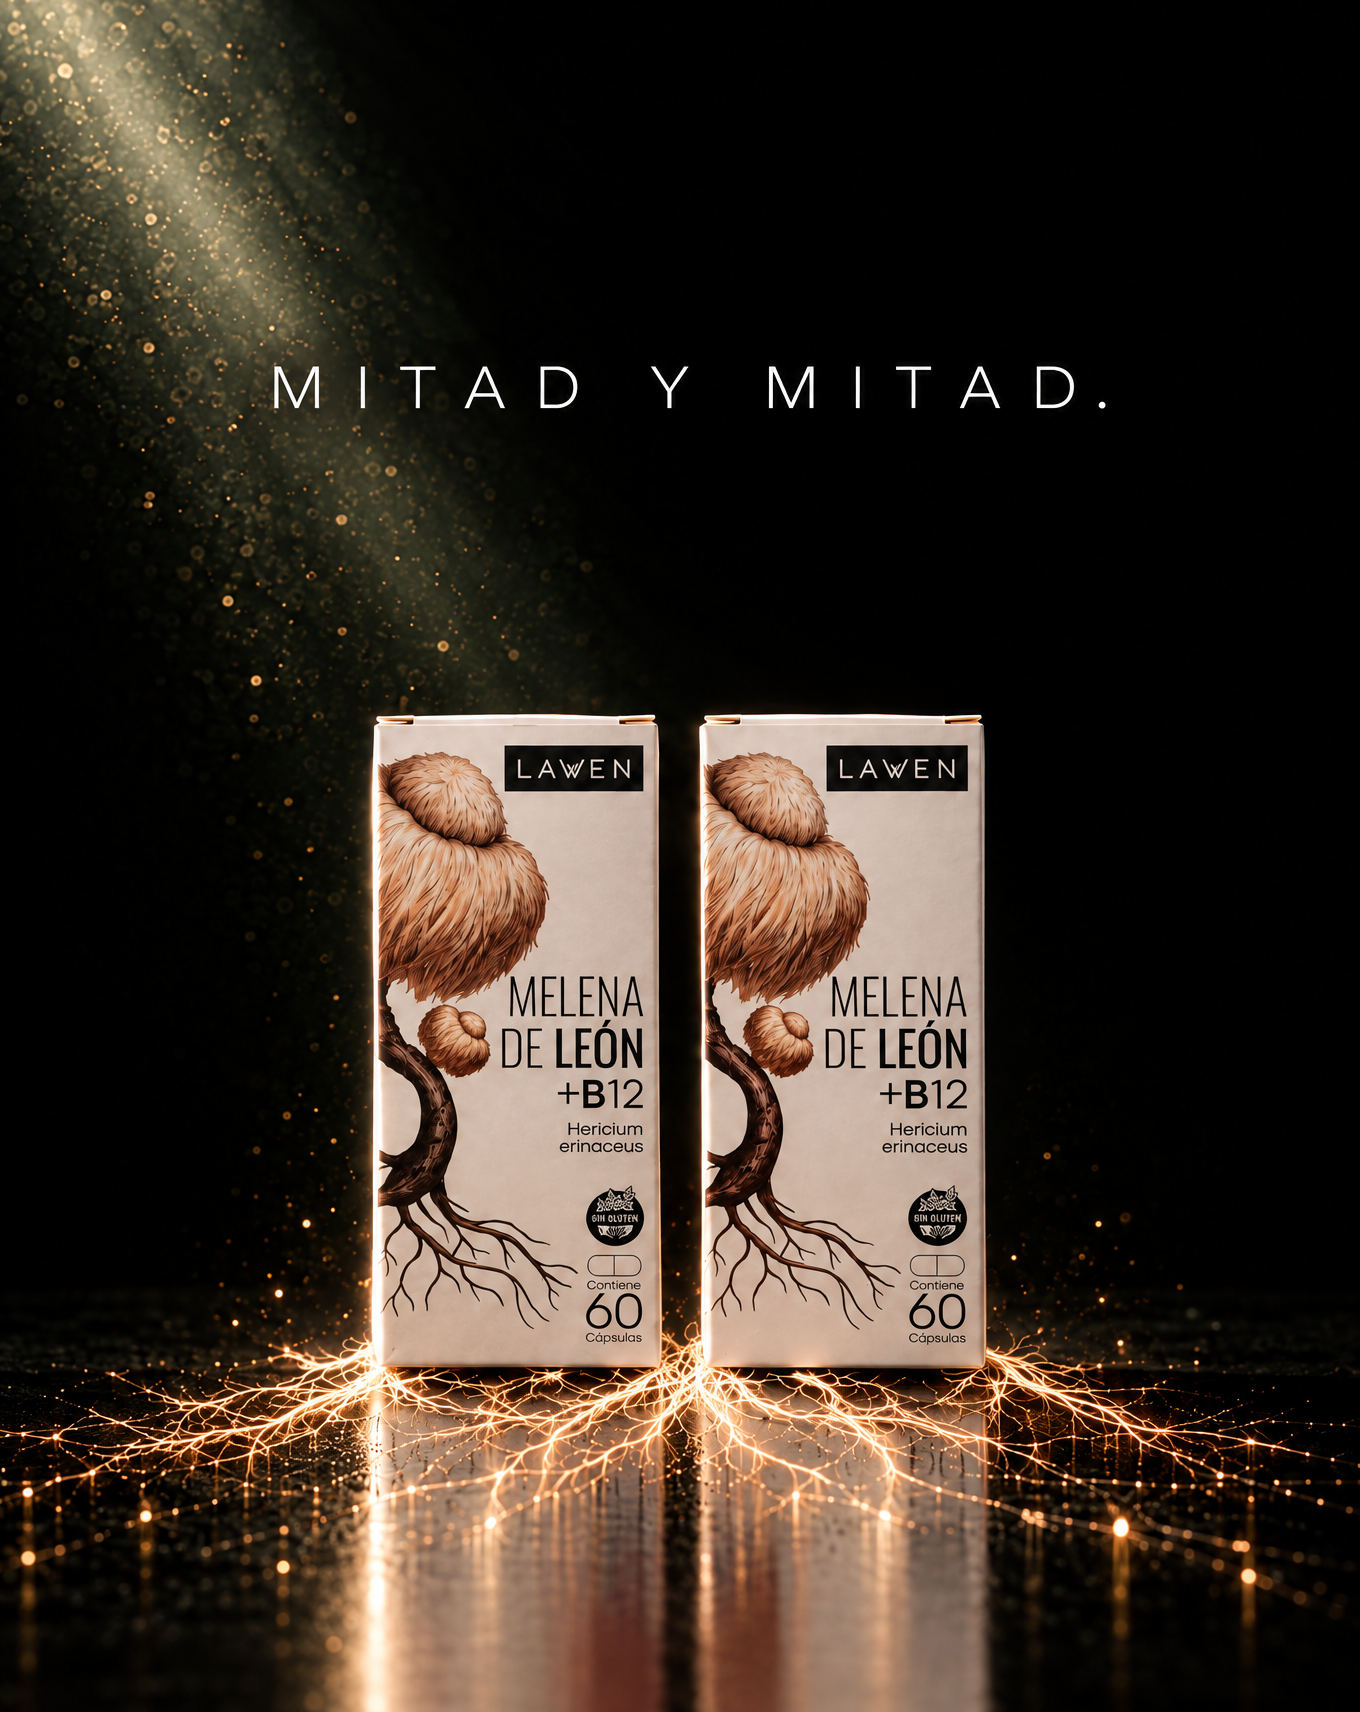 MITAD Y MITAD.
LAWEN
MELENA
DE LEÓN
+B12
Hericium
erinaceus
SIN GLUTEN
Contiene
60
Cápsulas
LAWEN
MELENA
DE LEÓN
+B12
Hericium
erinaceus
SIN GLUTEN
Contiene
60
Cápsulas